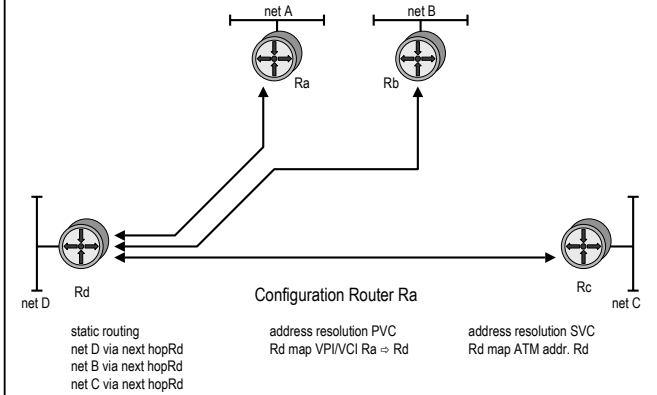 net A
net B
Ra
Rb
Rd
net D
Rc
net C
Configuration Router Ra
static routing
net D via next hopRd
net B via next hopRd
net C via next hopRd
address resolution PVC
Rd map VPI/VCI Ra ⇨ Rd
address resolution SVC
Rd map ATM addr. Rd